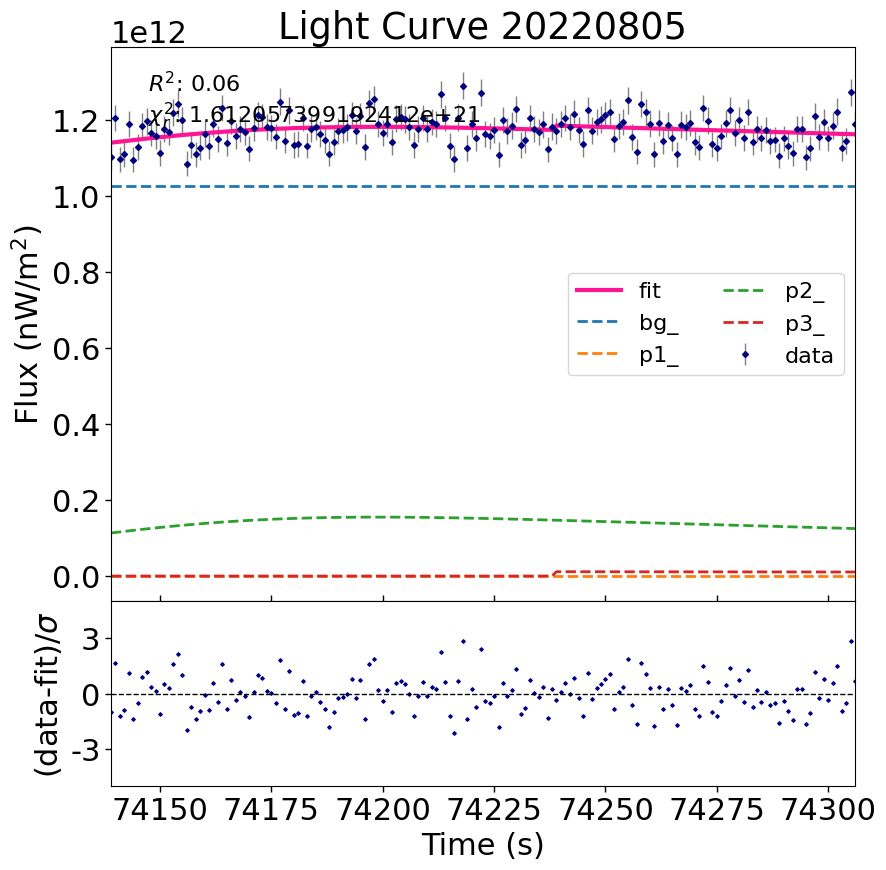 Light Curve 20220805
1e12
R²: 0.06
χ²: 1.6120573991924​12e+21
Flux (nW/m²)
1.2
1.0
0.8
0.6
0.4
0.2
0.0
fit
bg_
p1_
p2_
p3_
data
(data-fit)/σ
3
0
-3
74150 74175 74200 74225 74250 74275 74300
Time (s)